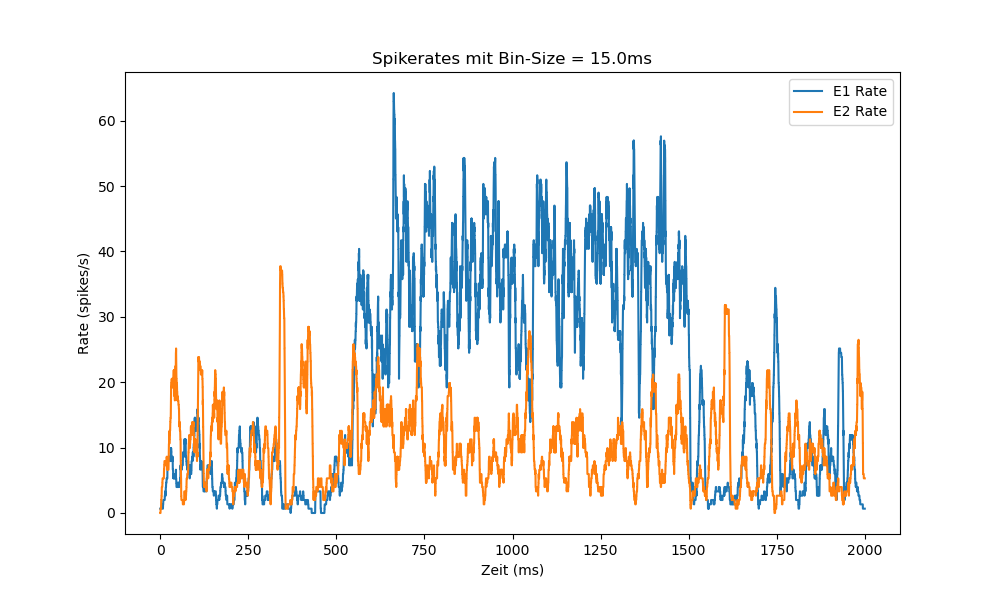 Spikerates mit Bin-Size = 15.0ms
E1 Rate
E2 Rate
Rate (spikes/s)
60
50
40
30
20
10
0
0 250 500 750 1000 1250 1500 1750 2000
Zeit (ms)